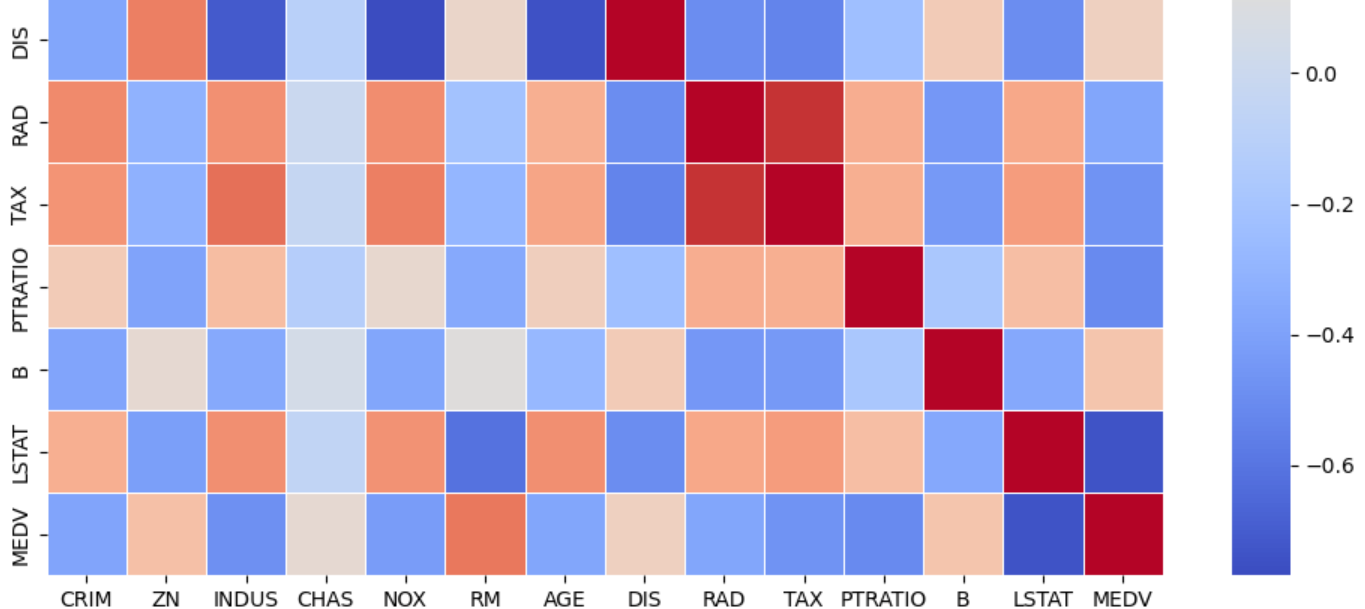 DIS
RAD
TAX
PTRATIO
B
LSTAT
MEDV
CRIM ZN INDUS CHAS NOX RM AGE DIS RAD TAX PTRATIO B LSTAT MEDV
0.0
−0.2
−0.4
−0.6